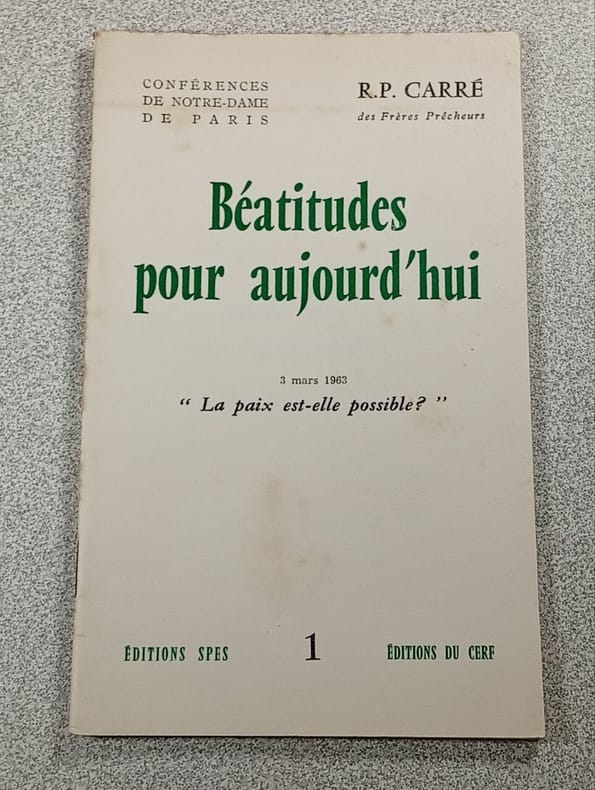 CONFÉRENCES
DE NOTRE-DAME
DE PARIS
R.P. CARRÉ
des Frères Prêcheurs
Béatitudes
pour aujourd'hui
3 mars 1963
“ La paix est-elle possible? ”
ÉDITIONS SPES
1
ÉDITIONS DU CERF